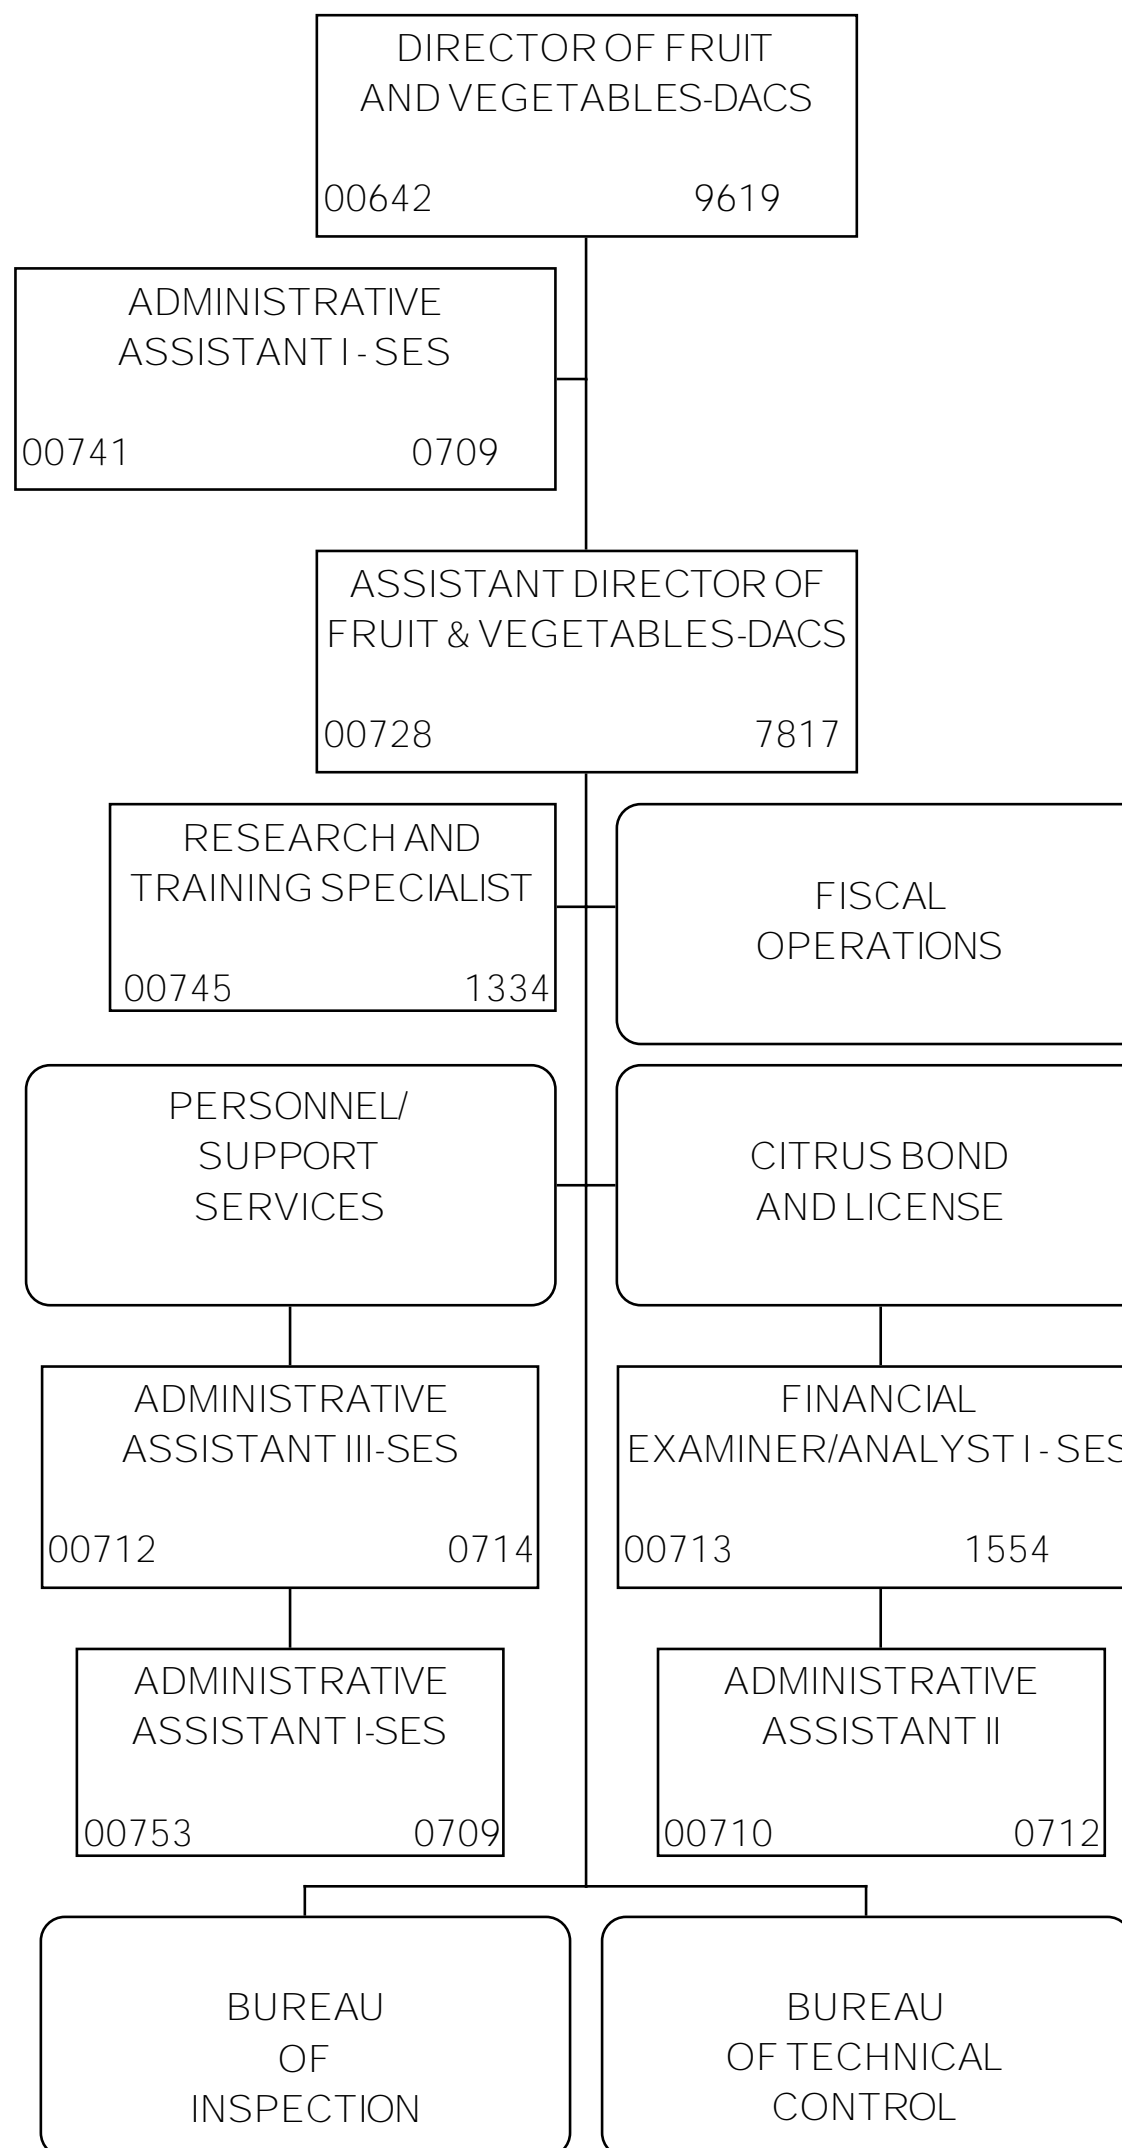 DIRECTOR OF FRUIT
AND VEGETABLES-DACS
00642 9619
ADMINISTRATIVE
ASSISTANT I - SES
00741 0709
ASSISTANT DIRECTOR OF
FRUIT & VEGETABLES-DACS
00728 7817
RESEARCH AND
TRAINING SPECIALIST
00745 1334
FISCAL
OPERATIONS
PERSONNEL/
SUPPORT
SERVICES
CITRUS BOND
AND LICENSE
ADMINISTRATIVE
ASSISTANT III-SES
00712 0714
FINANCIAL
EXAMINER/ANALYST I - SES
00713 1554
ADMINISTRATIVE
ASSISTANT I-SES
00753 0709
ADMINISTRATIVE
ASSISTANT II
00710 0712
BUREAU
OF
INSPECTION
BUREAU
OF TECHNICAL
CONTROL